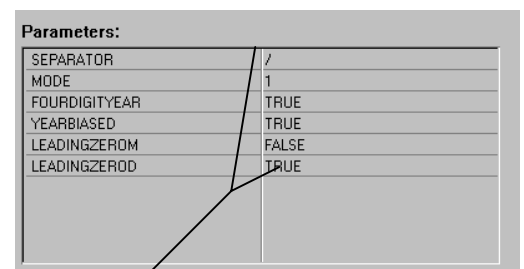 Parameters:
SEPARATOR /
MODE 1
FOURDIGITYEAR TRUE
YEARBIASED TRUE
LEADINGZEROM FALSE
LEADINGZEROD TRUE